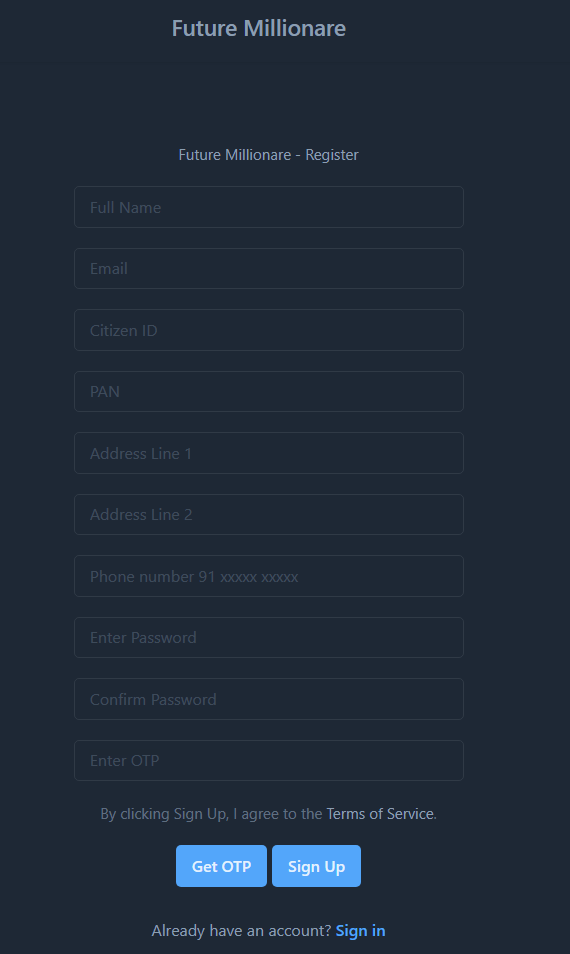 Future Millionare
Future Millionare - Register
Full Name
Email
Citizen ID
PAN
Address Line 1
Address Line 2
Phone number 91 xxxxx xxxxx
Enter Password
Confirm Password
Enter OTP
By clicking Sign Up, I agree to the Terms of Service.
Get OTP Sign Up
Already have an account? Sign in